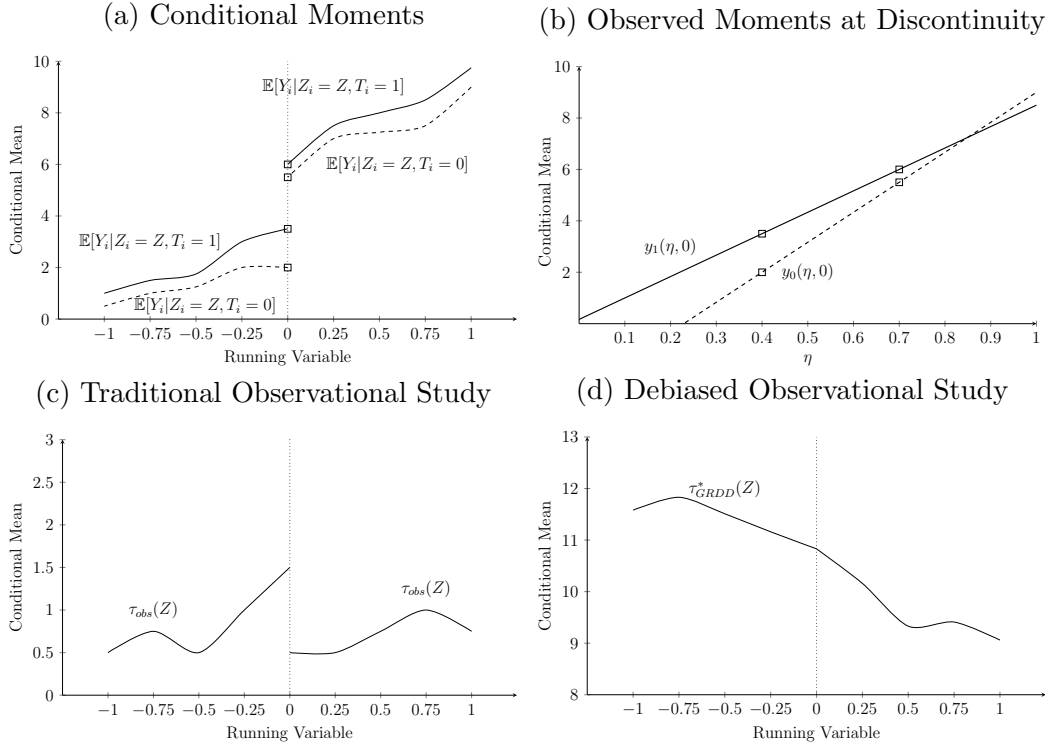 (a) Conditional Moments
10
8
6
4
2
0
−1
−0.75
−0.5
−0.25
0
0.25
0.5
0.75
1
Conditional Mean
Running Variable
𝔼[Y_i|Z_i = Z, T_i = 1]
𝔼[Y_i|Z_i = Z, T_i = 0]
𝔼[Y_i|Z_i = Z, T_i = 1]
𝔼[Y_i|Z_i = Z, T_i = 0]
(b) Observed Moments at Discontinuity
10
8
6
4
2
0.1
0.2
0.3
0.4
0.5
0.6
0.7
0.8
0.9
1
Conditional Mean
η
y_1(η, 0)
y_0(η, 0)
(c) Traditional Observational Study
3
2.5
2
1.5
1
0.5
0
−1
−0.75
−0.5
−0.25
0
0.25
0.5
0.75
1
Conditional Mean
Running Variable
τ_obs(Z)
τ_obs(Z)
(d) Debiased Observational Study
13
12
11
10
9
8
−1
−0.75
−0.5
−0.25
0
0.25
0.5
0.75
1
Conditional Mean
Running Variable
τ*_GRDD(Z)